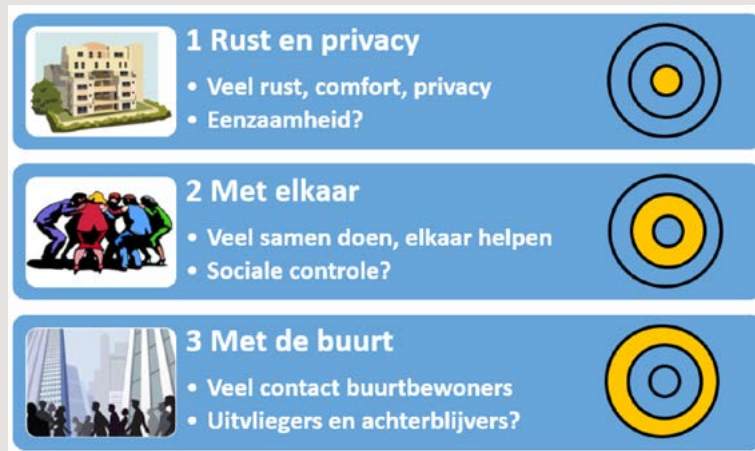 1 Rust en privacy
• Veel rust, comfort, privacy
• Eenzaamheid?
2 Met elkaar
• Veel samen doen, elkaar helpen
• Sociale controle?
3 Met de buurt
• Veel contact buurtbewoners
• Uitvliegers en achterblijvers?